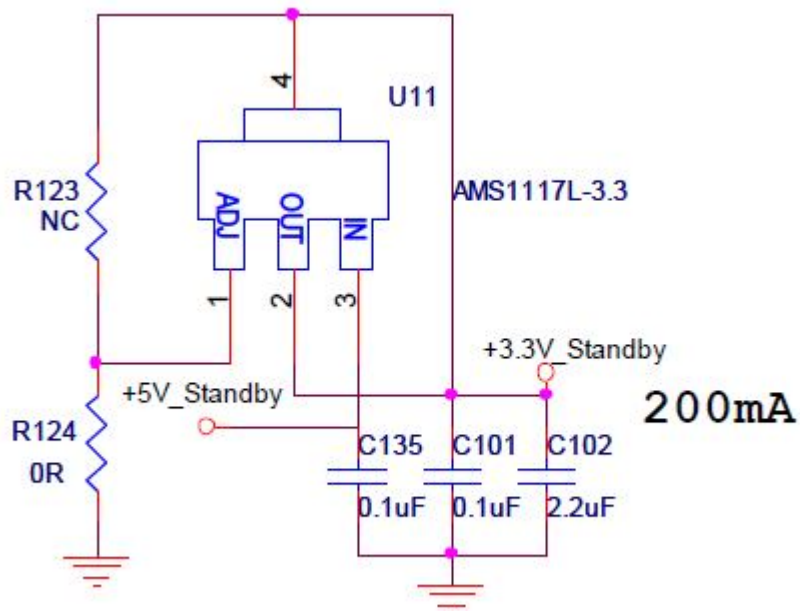 4
U11
R123
NC
AMS1117L-3.3
ADJ
OUT
IN
1
2
3
+3.3V_Standby
+5V_Standby
200mA
R124
0R
C135
C101
C102
0.1uF
0.1uF
2.2uF